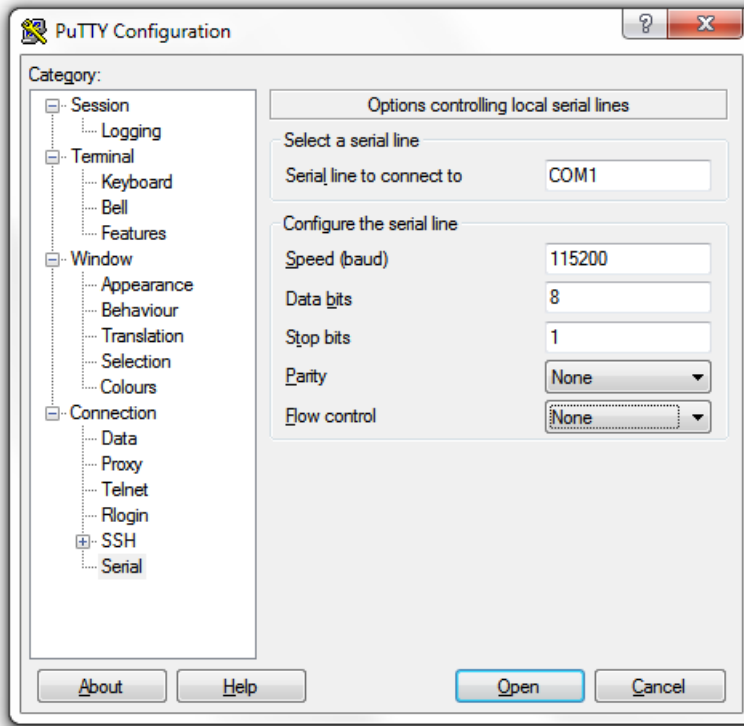 PuTTY Configuration
Category:
Session
Logging
Terminal
Keyboard
Bell
Features
Window
Appearance
Behaviour
Translation
Selection
Colours
Connection
Data
Proxy
Telnet
Rlogin
SSH
Serial
Options controlling local serial lines
Select a serial line
Serial line to connect to COM1
Configure the serial line
Speed (baud) 115200
Data bits 8
Stop bits 1
Parity None
Flow control None
About Help Open Cancel